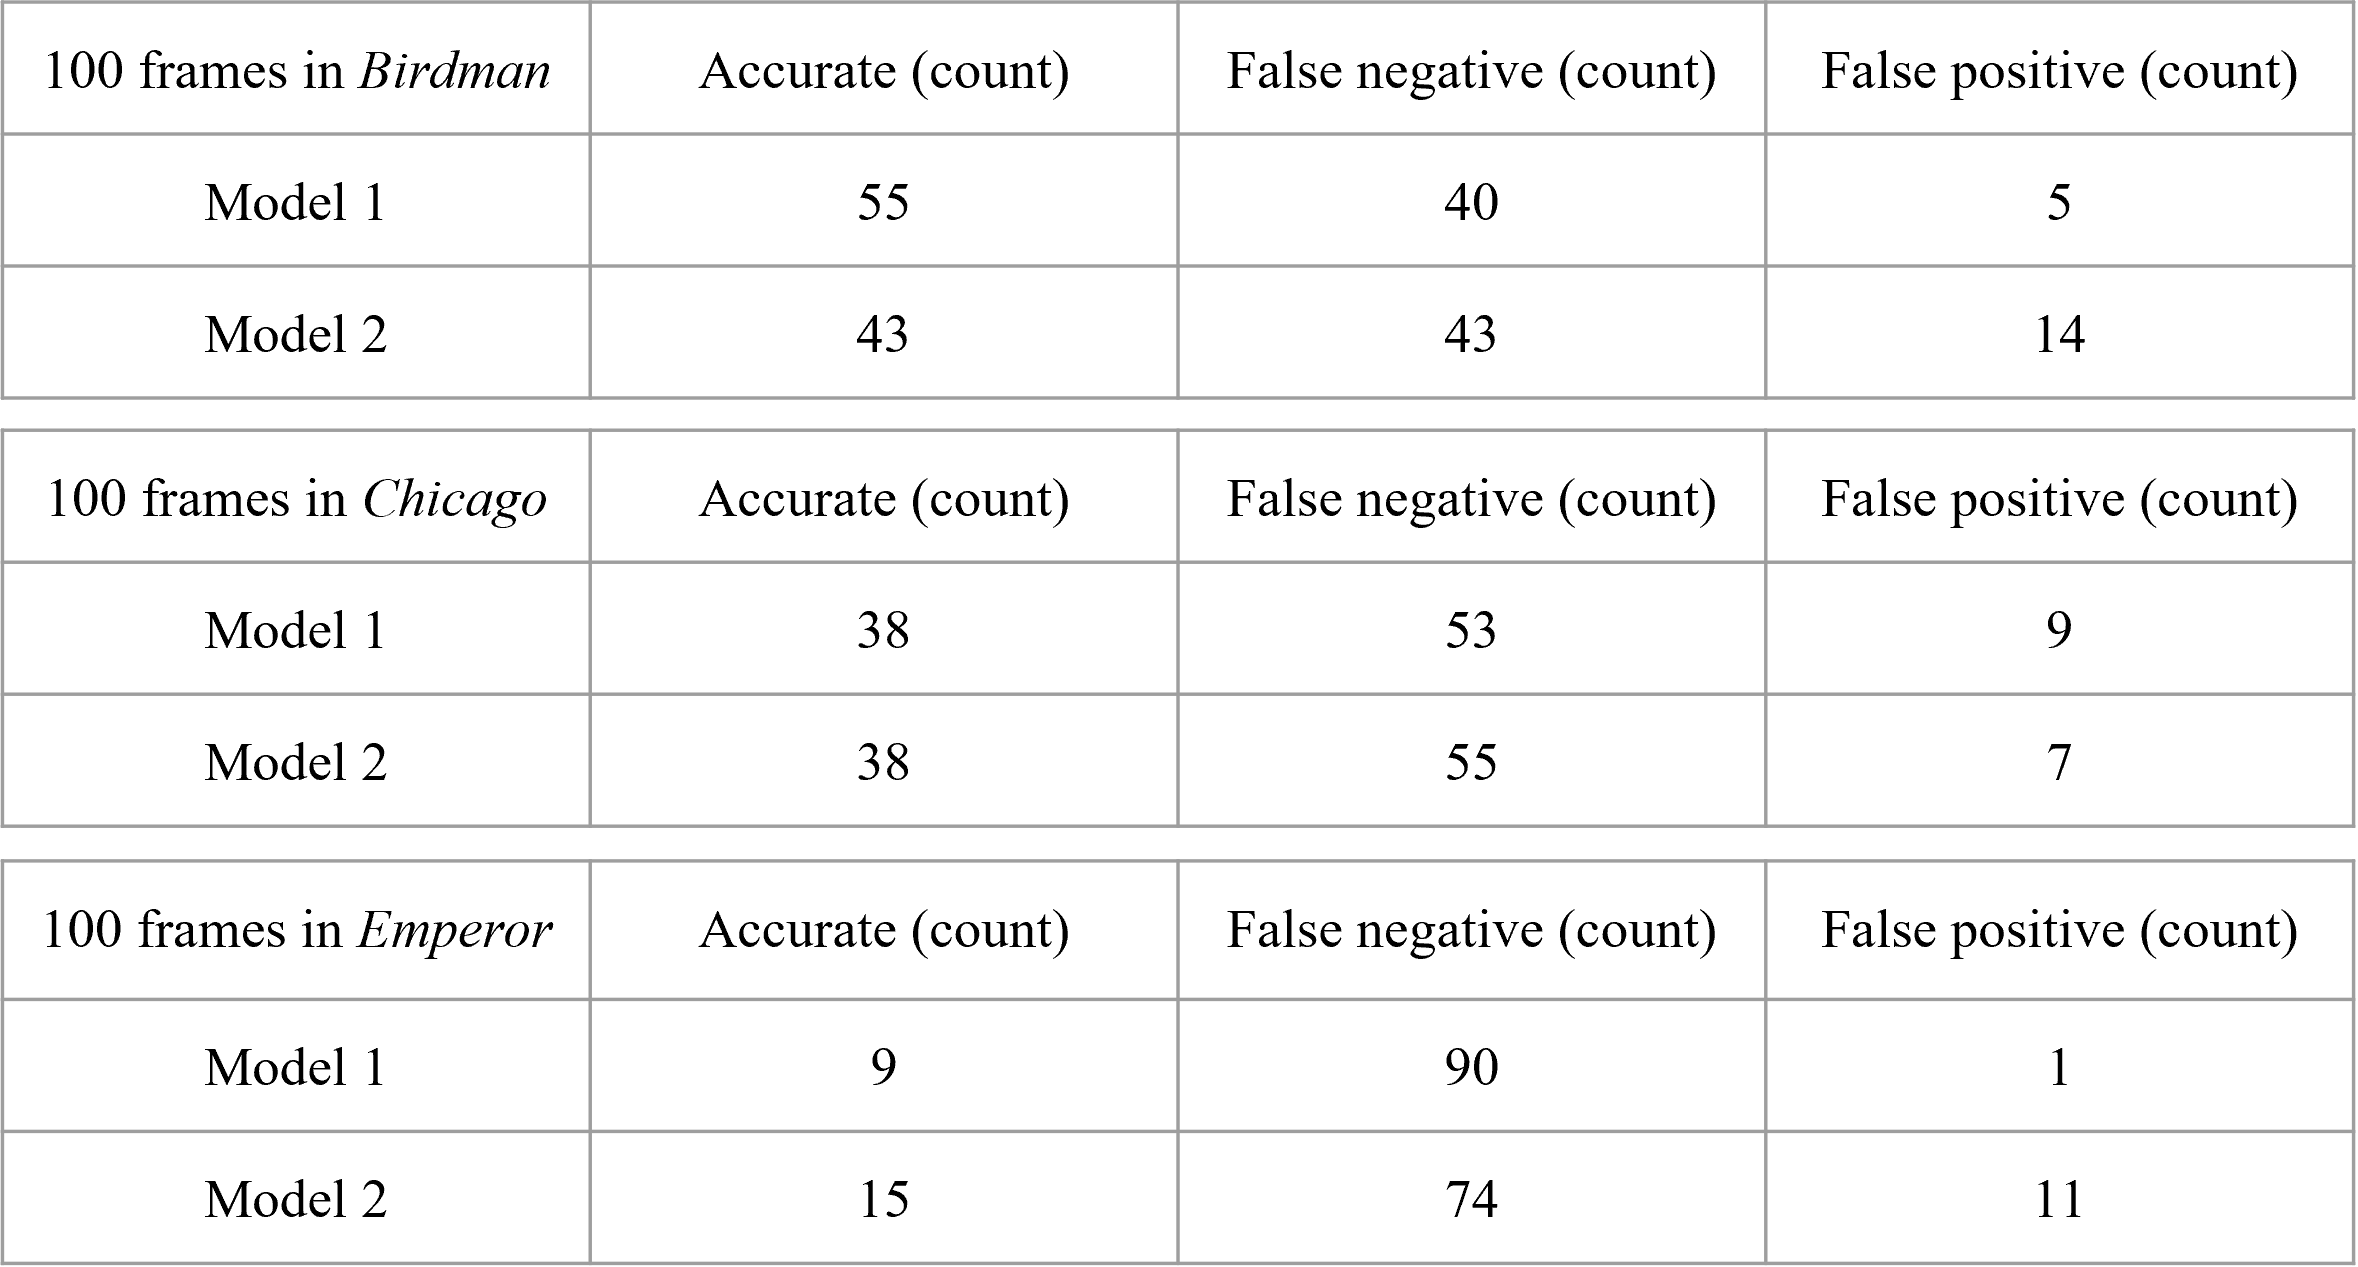 100 frames in Birdman Accurate (count) False negative (count) False positive (count)
Model 1 55 40 5
Model 2 43 43 14
100 frames in Chicago Accurate (count) False negative (count) False positive (count)
Model 1 38 53 9
Model 2 38 55 7
100 frames in Emperor Accurate (count) False negative (count) False positive (count)
Model 1 9 90 1
Model 2 15 74 11